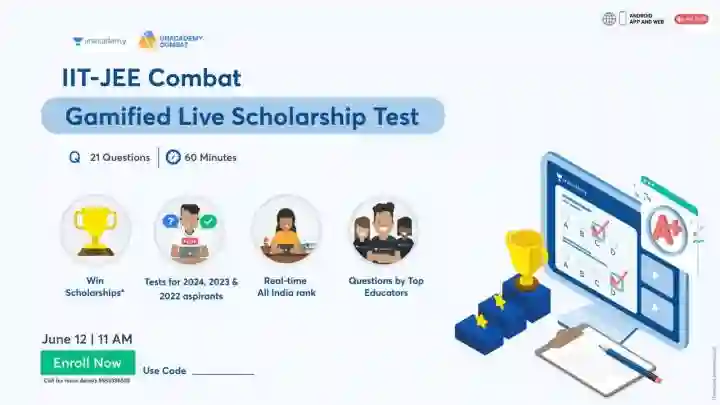 ANDROID
APP AND WEB
unacademy
UNACADEMY
COMBAT
IIT-JEE Combat
Gamified Live Scholarship Test
21 Questions
60 Minutes
Win
Scholarships*
Tests for 2024, 2023 &
2022 aspirants
Real-time
All India rank
Questions by Top
Educators
June 12 | 11 AM
Enroll Now
Use Code
Call for more details
unacademy
A+
A B C D
A B C D